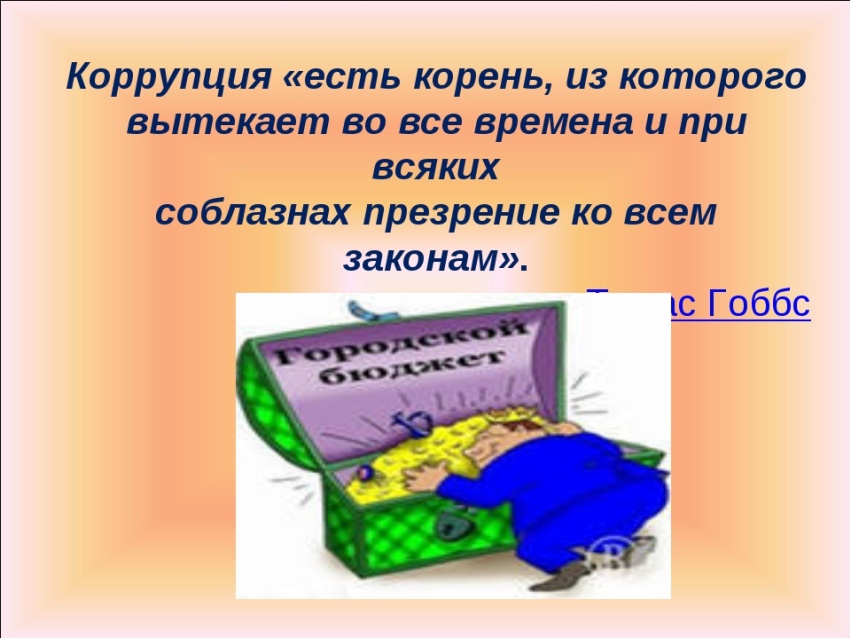 Коррупция «есть корень, из которого
вытекает во все времена и при
всяких
соблазнах презрение ко всем
законам».
Гоббс
Городской
бюджет
®